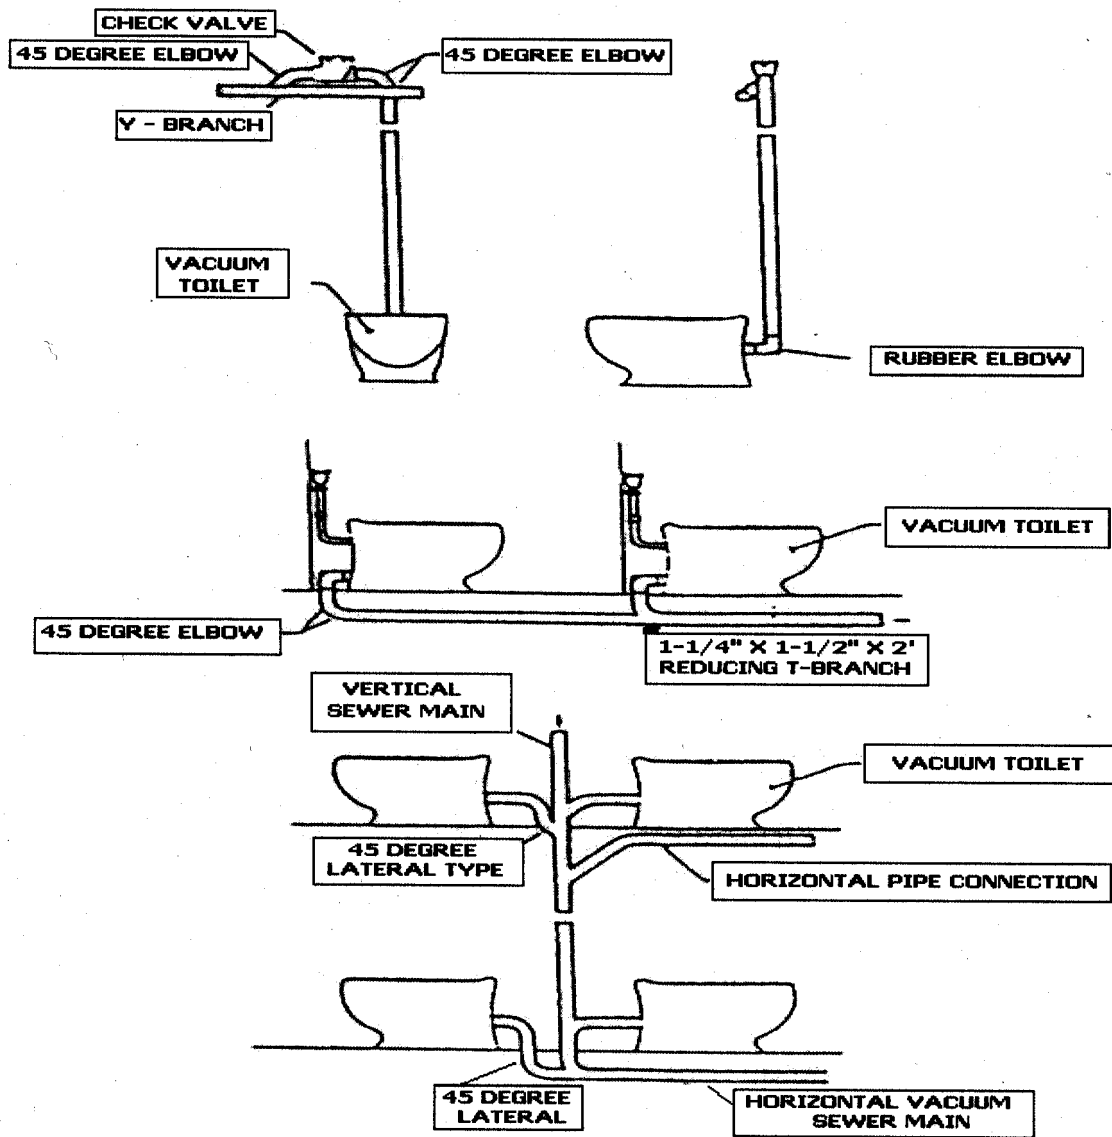 CHECK VALVE
45 DEGREE ELBOW
45 DEGREE ELBOW
Y - BRANCH
VACUUM
TOILET
RUBBER ELBOW
VACUUM TOILET
45 DEGREE ELBOW
1-1/4" X 1-1/2" X 2'
REDUCING T-BRANCH
VERTICAL
SEWER MAIN
VACUUM TOILET
45 DEGREE
LATERAL TYPE
HORIZONTAL PIPE CONNECTION
45 DEGREE
LATERAL
HORIZONTAL VACUUM
SEWER MAIN